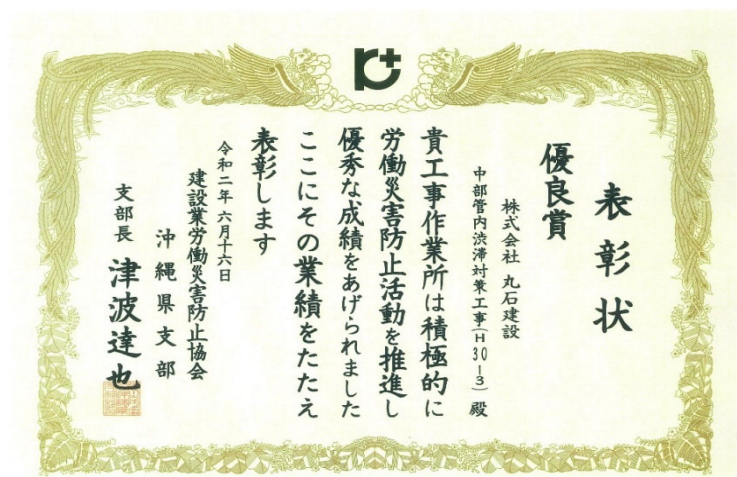 表彰状
優良賞
株式会社 丸石建設
中部管内渋滞対策工事(H30-3)殿
貴工事作業所は積極的に
労働災害防止活動を推進し
優秀な成績をあげられました
ここにその業績をたたえ
表彰します
令和二年六月十六日
建設業労働災害防止協会
沖縄県支部
支部長 津波達也